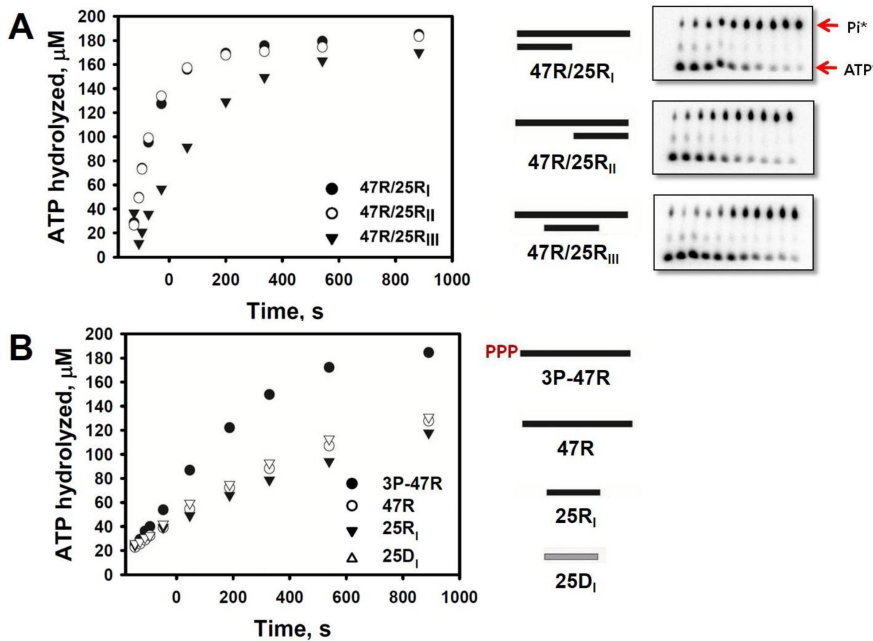 A
ATP hydrolyzed, μM
200
180
160
140
120
100
80
60
40
20
0
0 200 400 600 800 1000
Time, s
47R/25RI
47R/25RII
47R/25RIII
47R/25RI
47R/25RII
47R/25RIII
Pi*
ATP
B
ATP hydrolyzed, μM
200
180
160
140
120
100
80
60
40
20
0
0 200 400 600 800 1000
Time, s
3P-47R
47R
25RI
25DI
PPP
3P-47R
47R
25RI
25DI